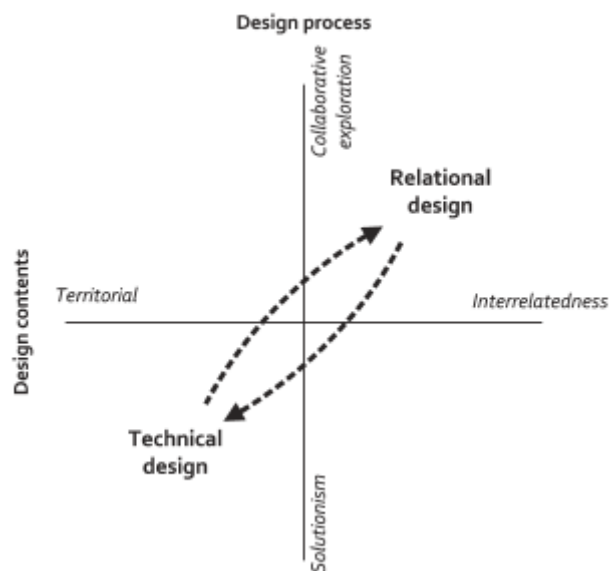 Design process
Collaborative
exploration
Relational
design
Territorial
Interrelatedness
Design contents
Technical
design
Solutionism